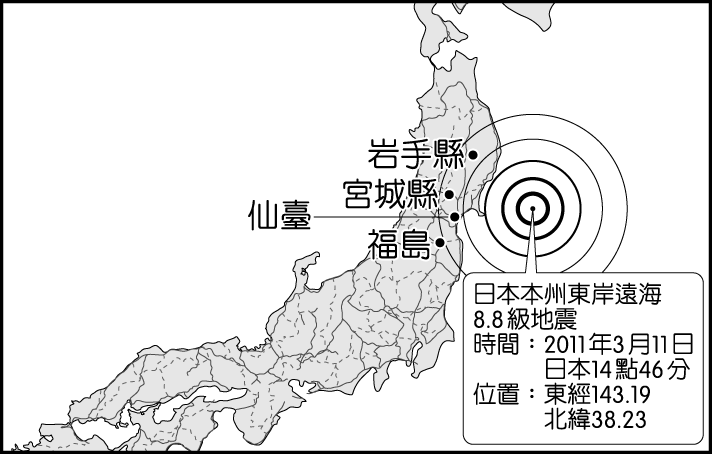 岩手縣
宮城縣
仙臺
福島
日本本州東岸遠海
8.8級地震
時間：2011年3月11日
日本14點46分
位置：東經143.19
北緯38.23